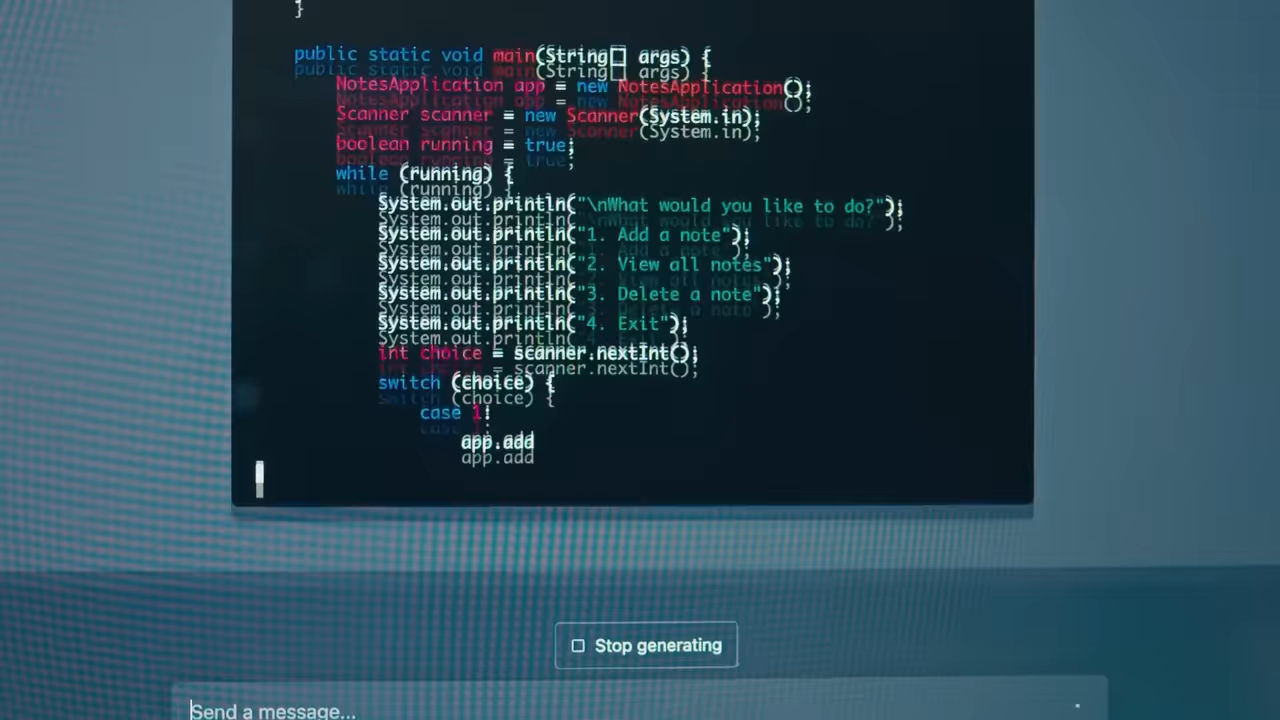 }
public static void main(String[] args) {
NotesApplication app = new NotesApplication();
Scanner scanner = new Scanner(System.in);
boolean running = true;
while (running) {
System.out.println("\nWhat would you like to do?");
System.out.println("1. Add a note");
System.out.println("2. View all notes");
System.out.println("3. Delete a note");
System.out.println("4. Exit");
int choice = scanner.nextInt();
switch (choice) {
case 1:
app.add
Stop generating
Send a message...